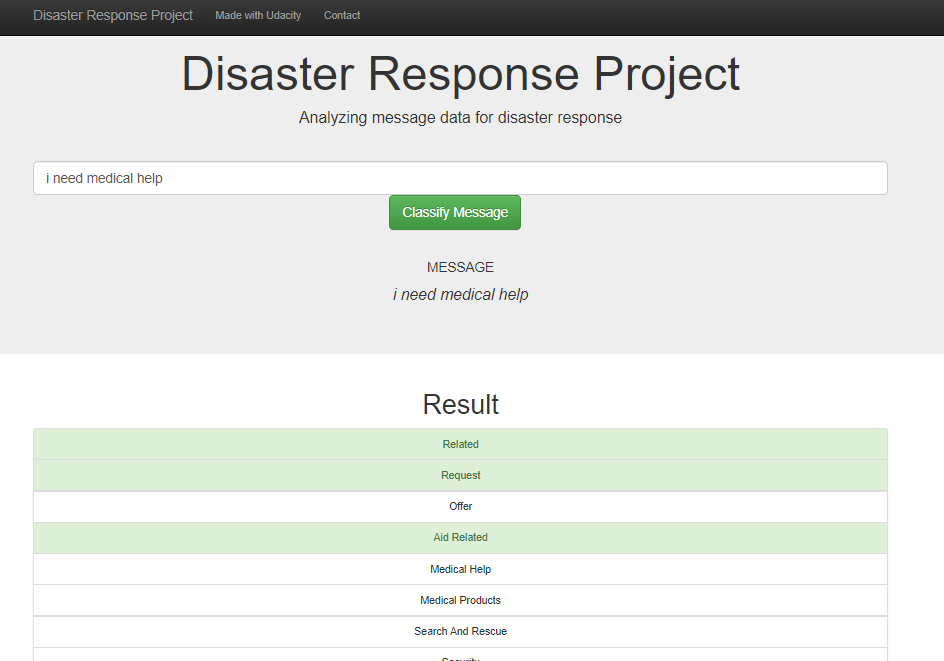 Disaster Response Project Made with Udacity Contact
Disaster Response Project
Analyzing message data for disaster response
i need medical help
Classify Message
MESSAGE
i need medical help
Result
Related
Request
Offer
Aid Related
Medical Help
Medical Products
Search And Rescue
Security